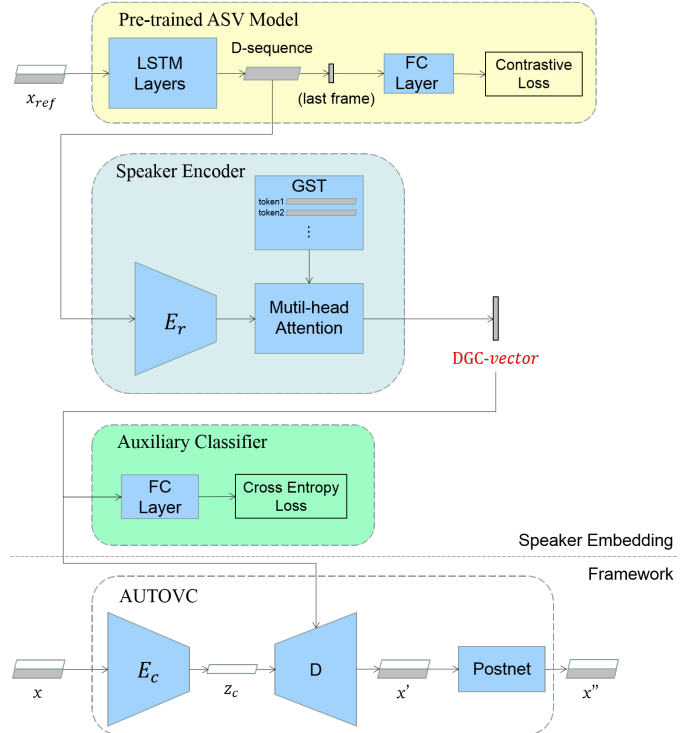 Pre-trained ASV Model
D-sequence
LSTM
Layers
FC
Layer
Contrastive
Loss
(last frame)
x_ref
Speaker Encoder
GST
token1
token2
⋮
E_r
Mutil-head
Attention
DGC-vector
Auxiliary Classifier
FC
Layer
Cross Entropy
Loss
Speaker Embedding
Framework
AUTOVC
E_c
D
Postnet
x
z_c
x'
x"